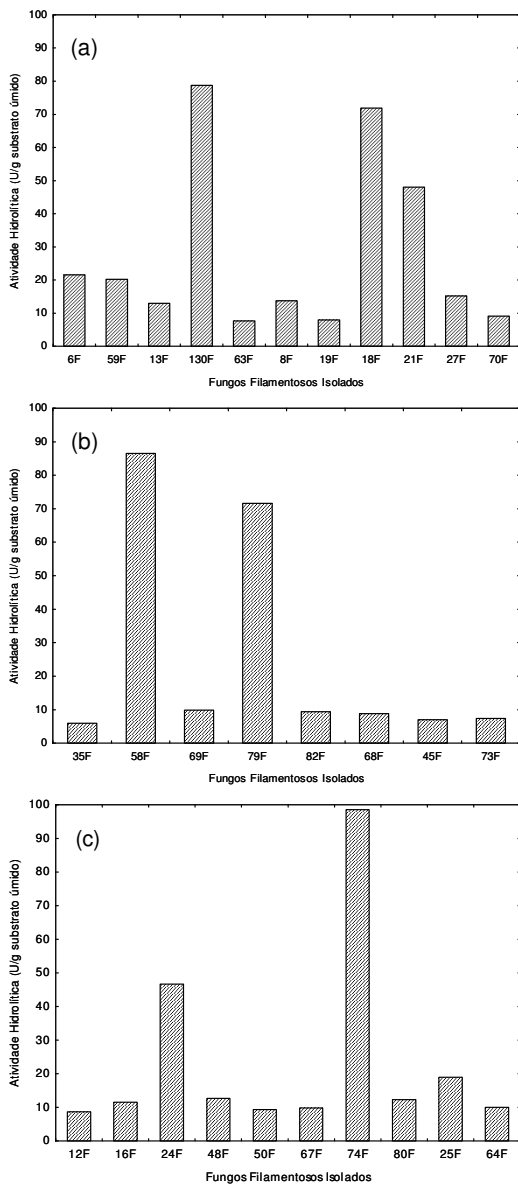 (a)
Atividade Hidrolítica (U/g substrato úmido)
100
90
80
70
60
50
40
30
20
10
0
6F 59F 13F 130F 63F 8F 19F 18F 21F 27F 70F
Fungos Filamentosos Isolados
(b)
Atividade Hidrolítica (U/g substrato úmido)
100
90
80
70
60
50
40
30
20
10
0
35F 58F 69F 79F 82F 68F 45F 73F
Fungos Filamentosos Isolados
(c)
Atividade Hidrolítica (U/g substrato úmido)
100
90
80
70
60
50
40
30
20
10
0
12F 16F 24F 48F 50F 67F 74F 80F 25F 64F
Fungos Filamentosos Isolados